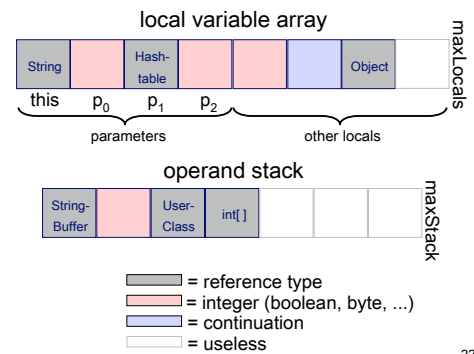 local variable array
String
Hash-
table
Object
maxLocals
this p0 p1 p2
parameters
other locals
operand stack
String-
Buffer
User-
Class
int[ ]
maxStack
= reference type
= integer (boolean, byte, ...)
= continuation
= useless